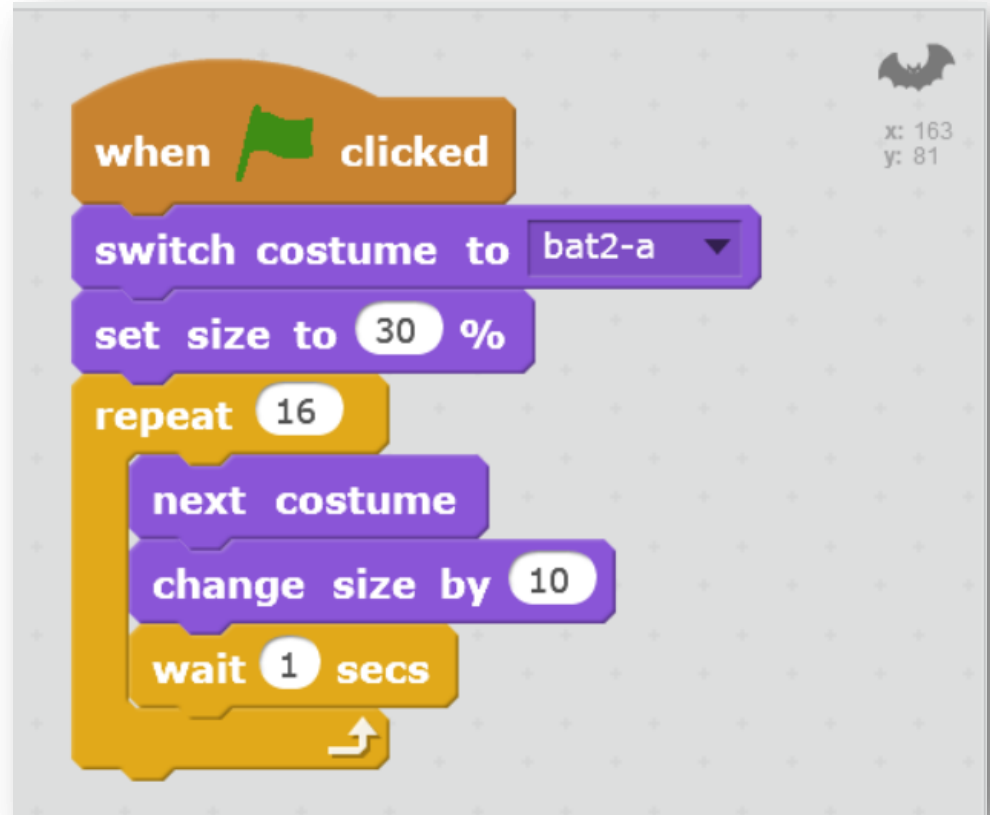 when clicked
x: 163
y: 81
switch costume to bat2-a
set size to 30 %
repeat 16
next costume
change size by 10
wait 1 secs